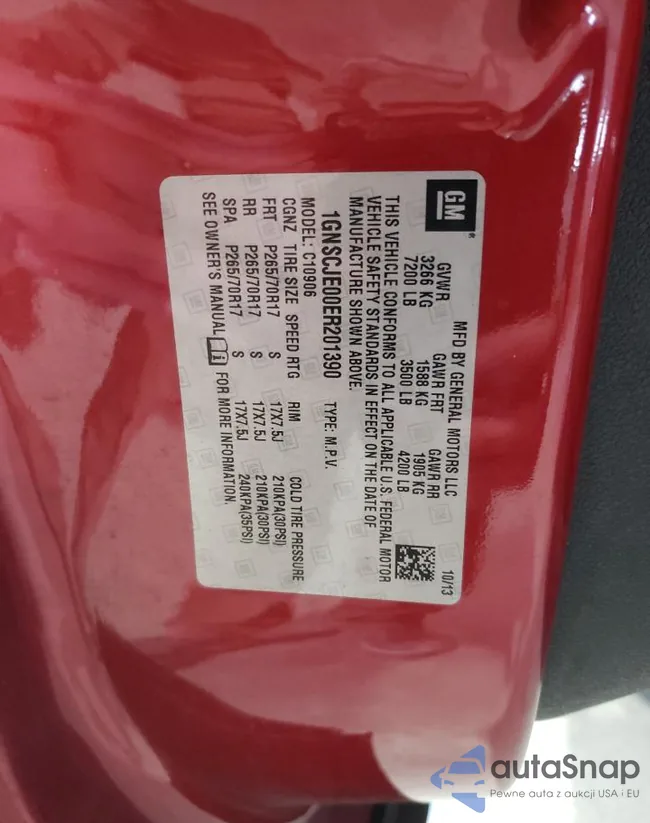 GM®
MFD BY GENERAL MOTORS LLC 10/13
GVWR GAWR FRT GAWR RR
3266 KG 1588 KG 1905 KG
7200 LB 3500 LB 4200 LB
THIS VEHICLE CONFORMS TO ALL APPLICABLE U.S. FEDERAL MOTOR
VEHICLE SAFETY STANDARDS IN EFFECT ON THE DATE OF
MANUFACTURE SHOWN ABOVE.
1GNSCJE00ER201390 TYPE: M.P.V.
MODEL: C10906
CGNZ TIRE SIZE SPEED RTG RIM COLD TIRE PRESSURE
FRT P265/70R17 S 17X7.5J 210KPA(30PSI)
RR P265/70R17 S 17X7.5J 210KPA(30PSI)
SPA P265/70R17 S 17X7.5J 240KPA(35PSI)
SEE OWNER'S MANUAL FOR MORE INFORMATION.
autaSnap
Pewne auta z aukcji USA i EU